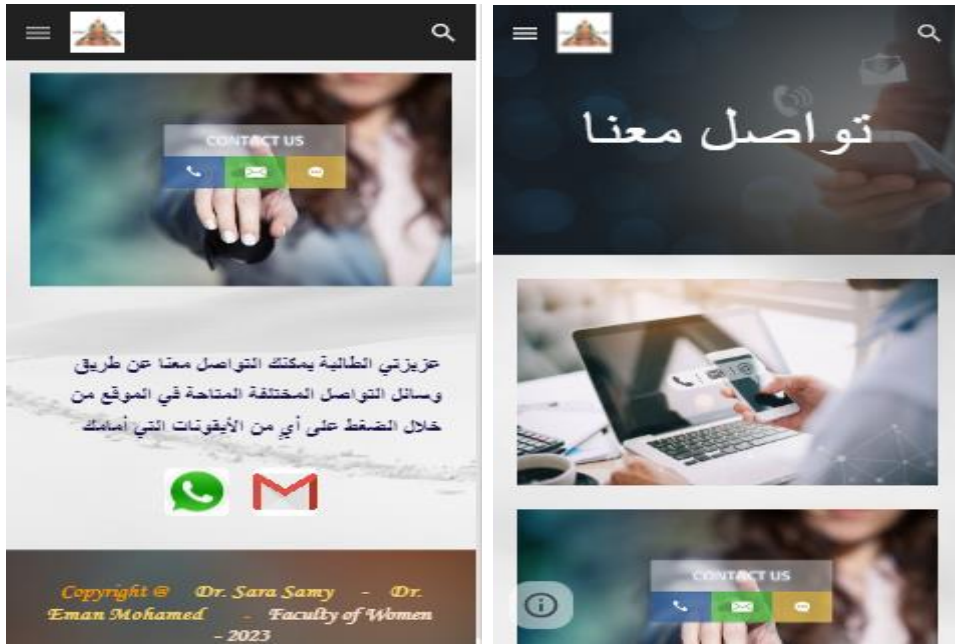 CONTACT US
عزيزتي الطالبة يمكنك التواصل معنا عن طريق
وسائل التواصل المختلفة المتاحة في الموقع من
خلال الضغط على أي من الأيقونات التي أمامك
Copyright @ Dr. Sara Samy - Dr.
Eman Mohamed - Faculty of Women
- 2023
تواصل معنا
CONTACT US